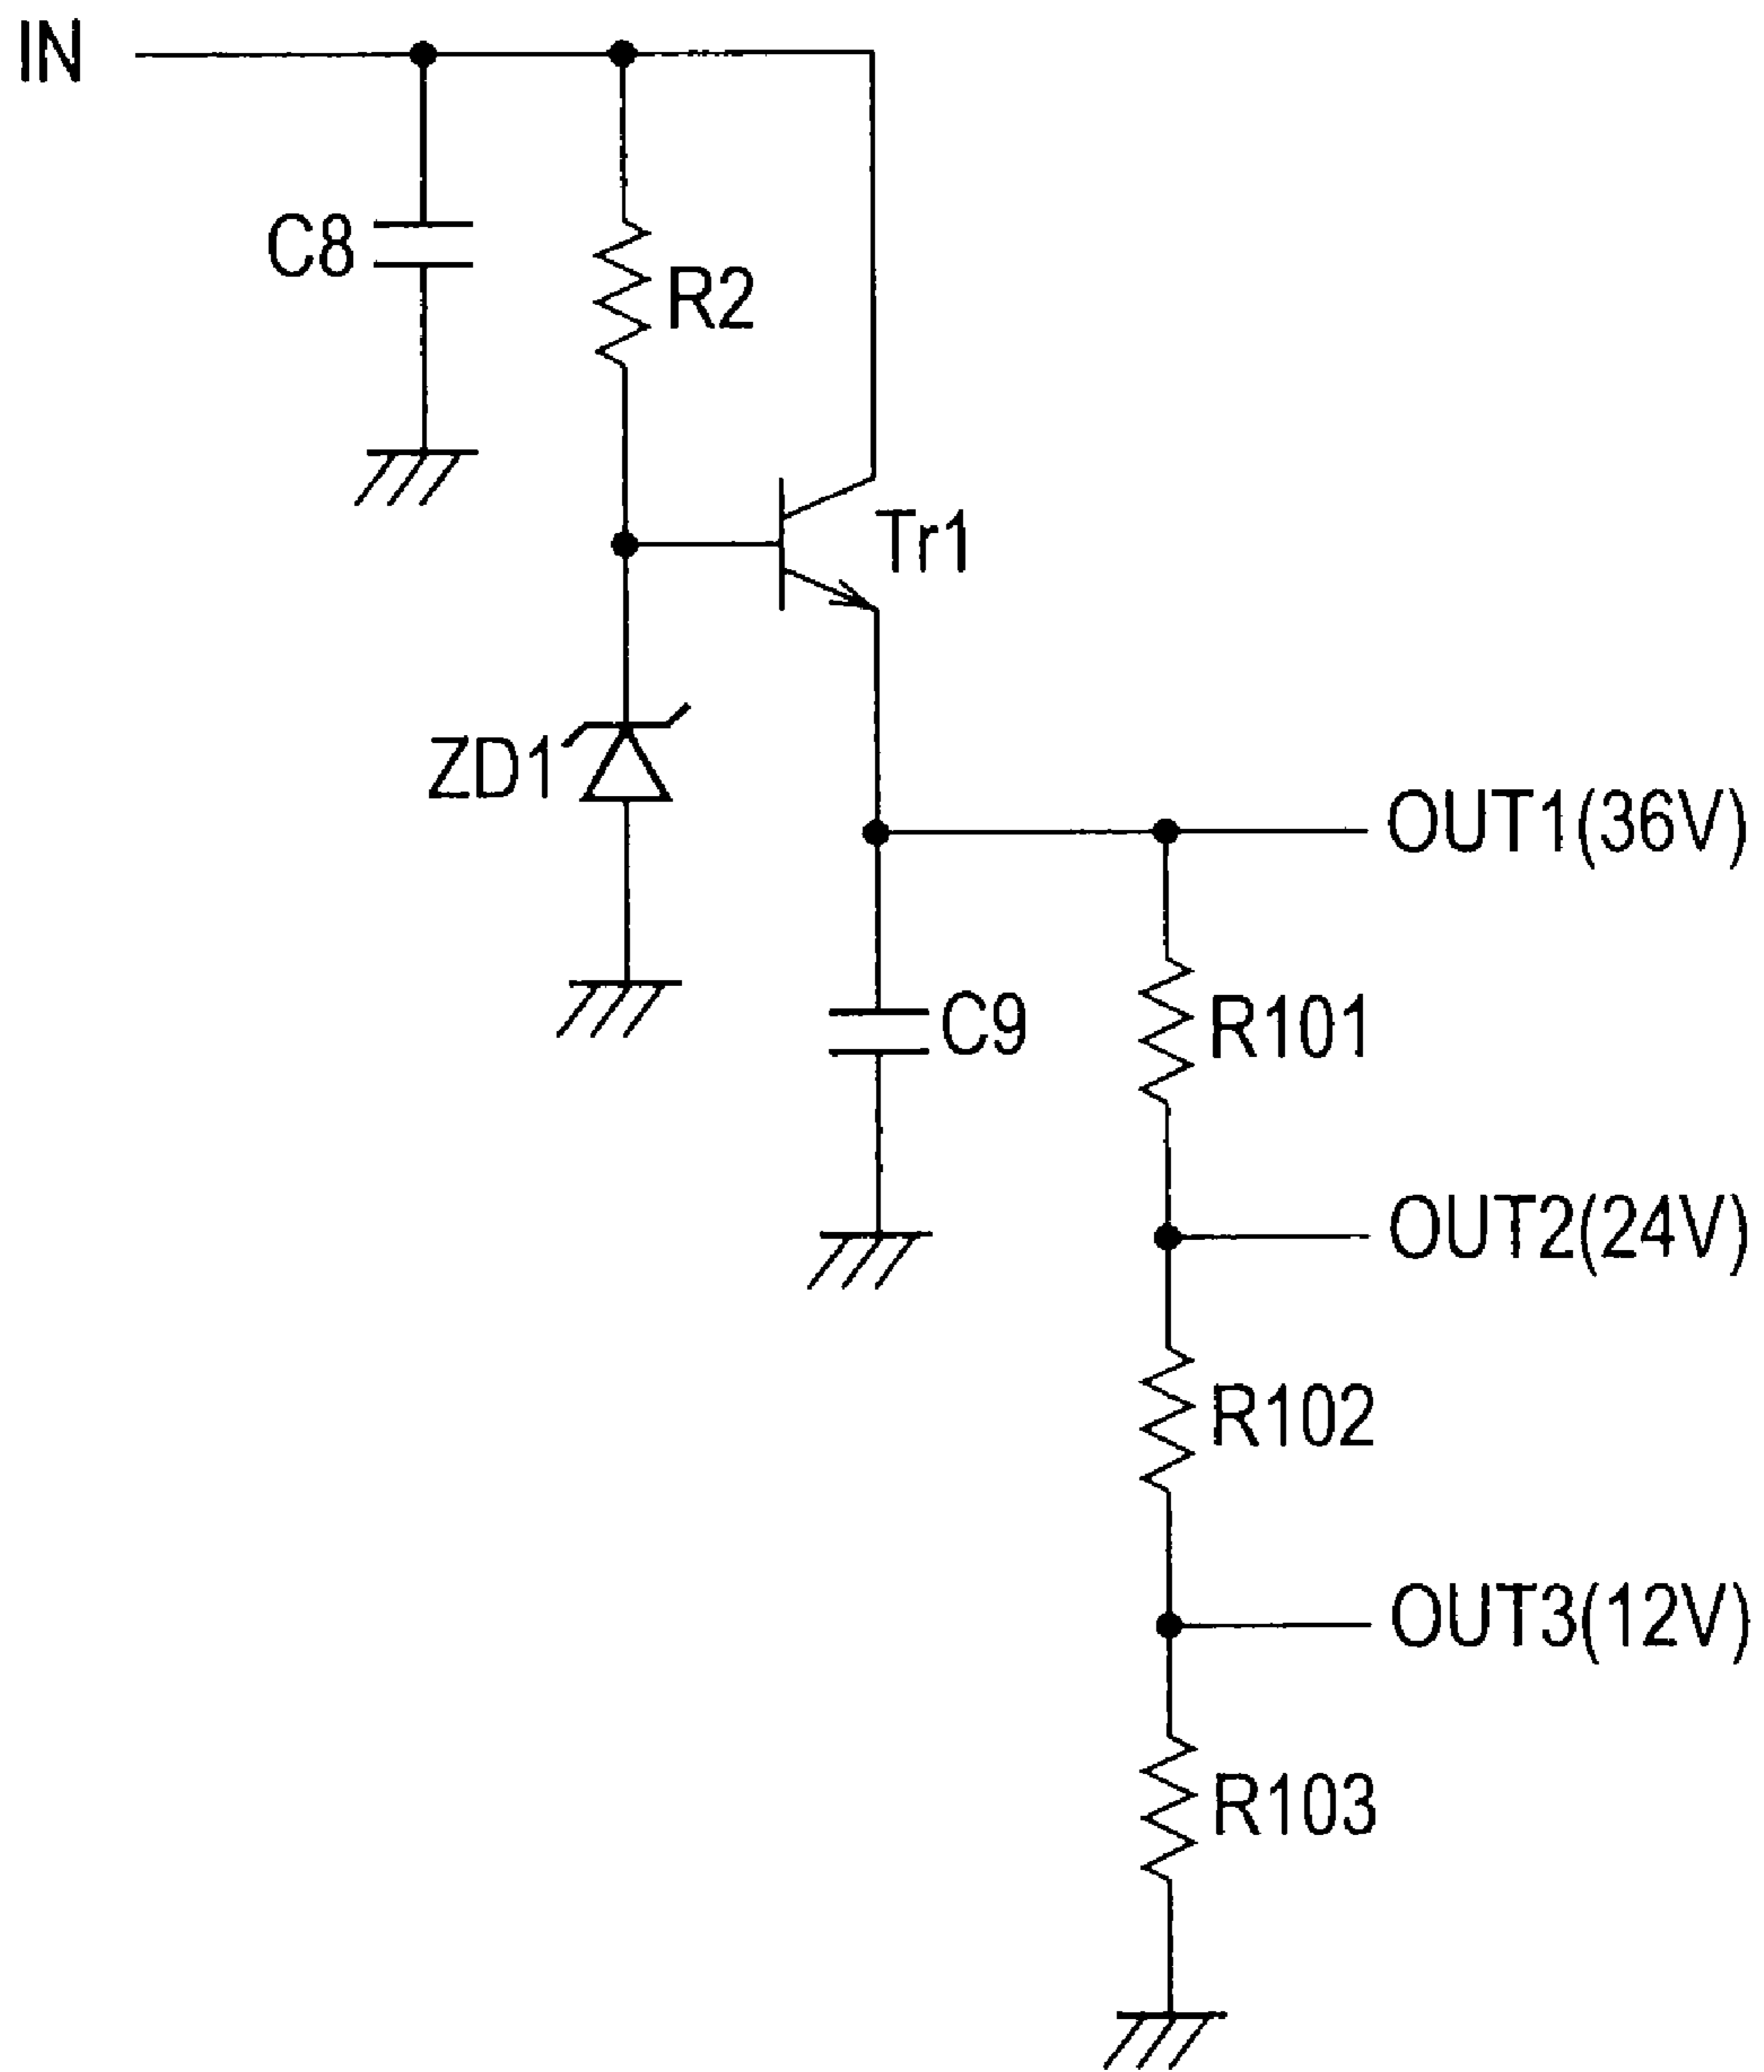 IN
C8
R2
Tr1
ZD1
OUT1(36V)
C9
R101
OUT2(24V)
R102
OUT3(12V)
R103